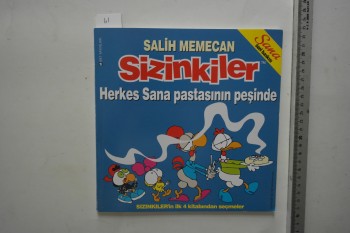 61
SALİH MEMECAN
Sizinkiler
Sana
Herkes Sana pastasının peşinde
SİZİNKİLER'in ilk 4 kitabından seçmeler